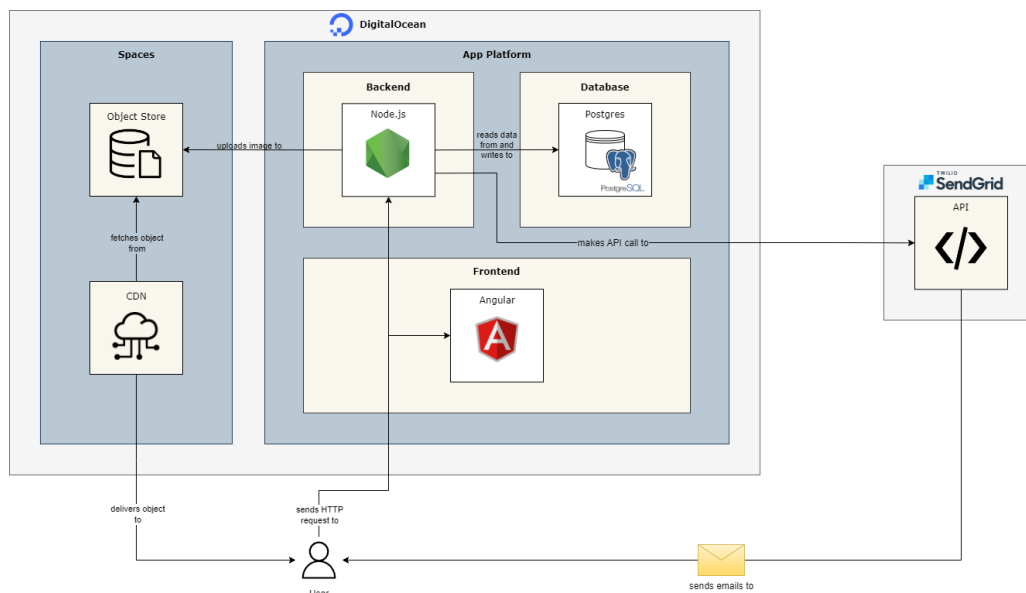 DigitalOcean
Spaces
App Platform
Backend
Database
Object Store
Node.js
Postgres
PostgreSQL
uploads image to
reads data
from and
writes to
TWILIO
SendGrid
API
makes API call to
fetches object
from
Frontend
CDN
Angular
delivers object
to
sends HTTP
request to
sends emails to
User